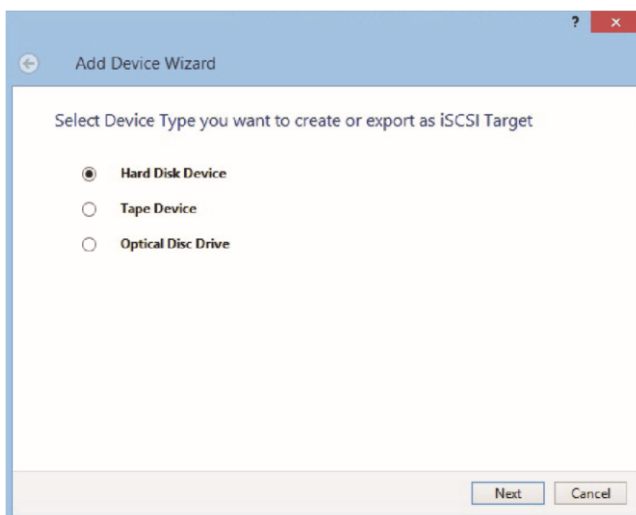 ?
Add Device Wizard
Select Device Type you want to create or export as iSCSI Target
Hard Disk Device
Tape Device
Optical Disc Drive
Next Cancel